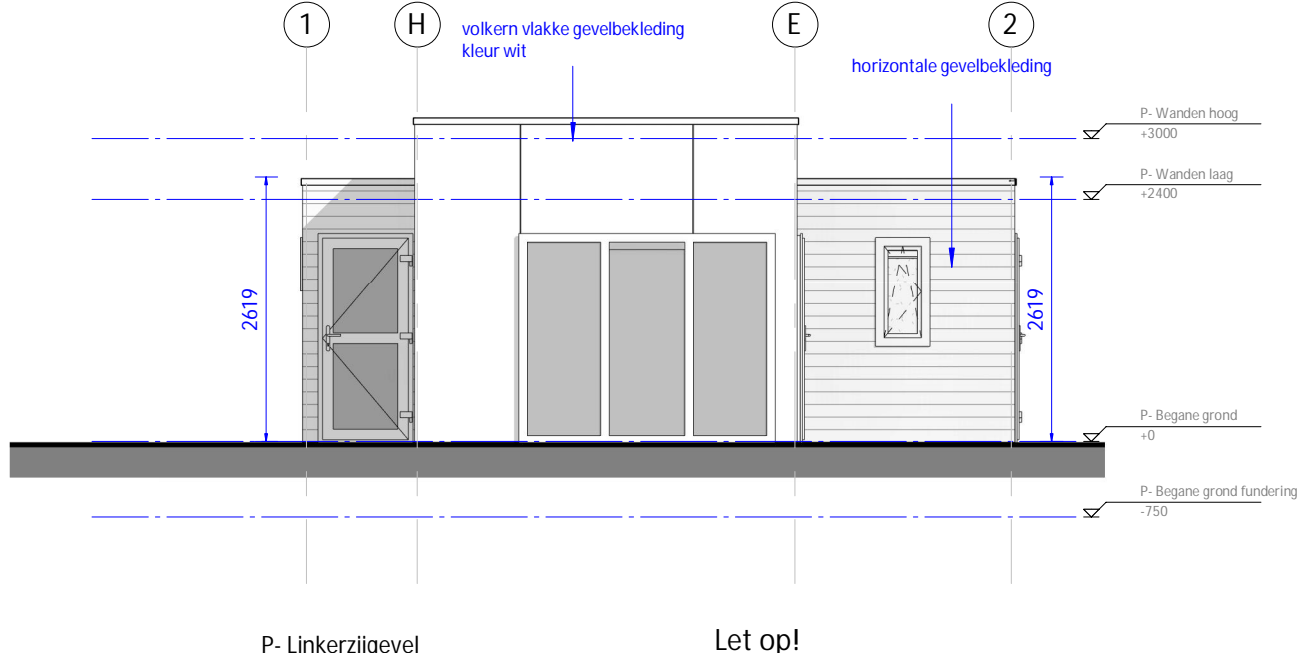 1
H
E
2
volkern vlakke gevelbekleding
kleur wit
horizontale gevelbekleding
P- Wanden hoog
+3000
P- Wanden laag
+2400
2619
2619
P- Begane grond
+0
P- Begane grond fundering
-750
P- Linkerzijgevel
Let op!